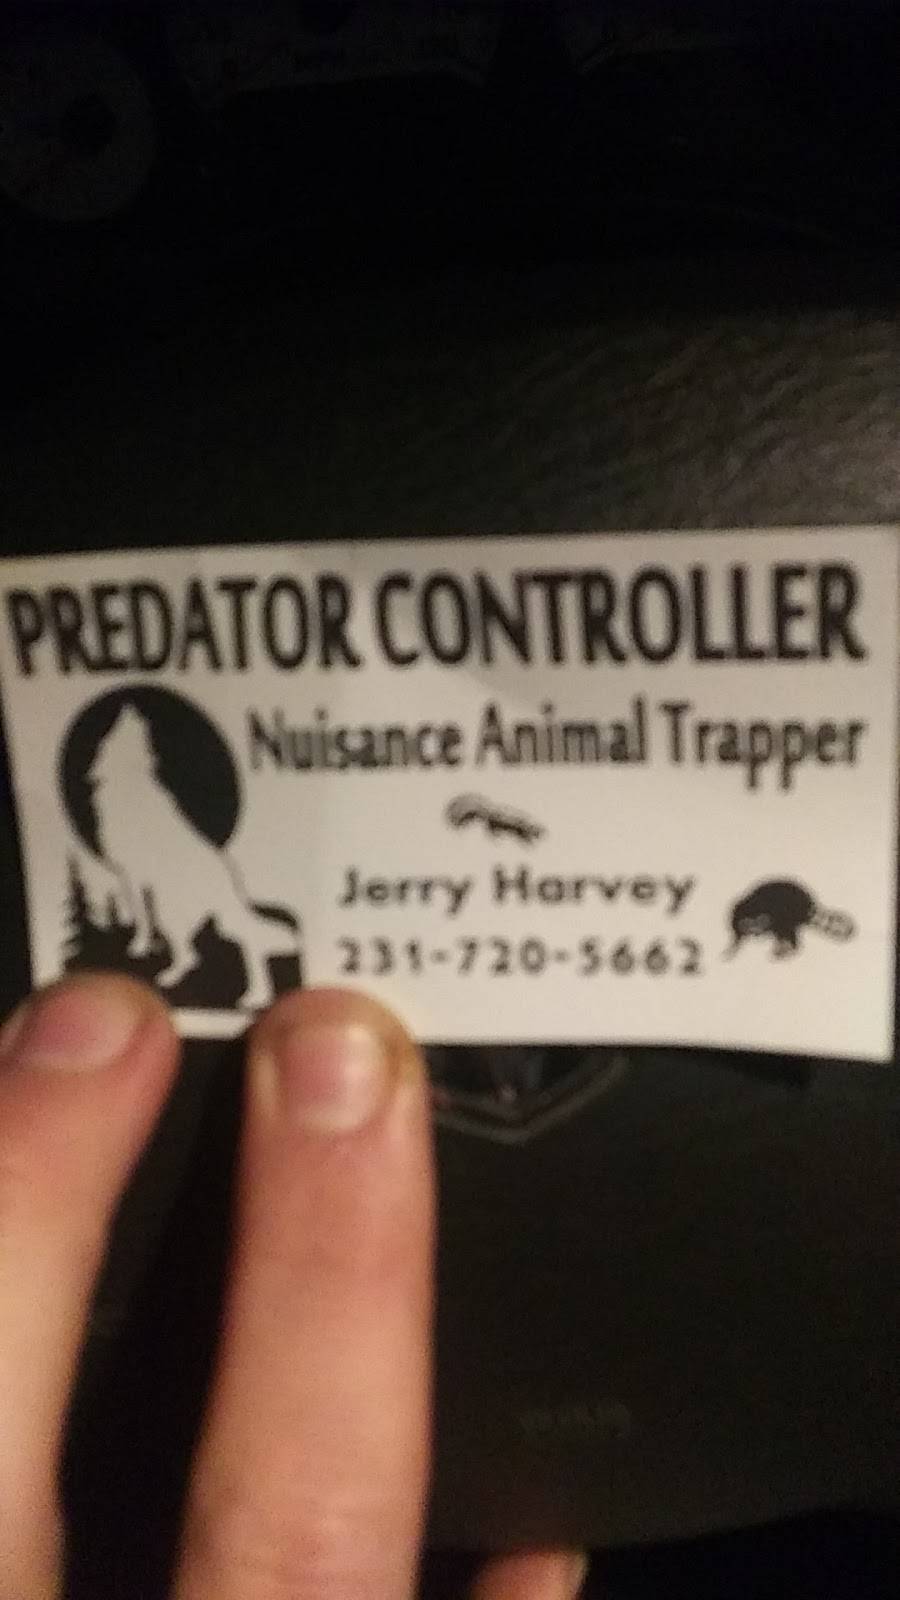 PREDATOR CONTROLLER
Nuisance Animal Trapper
Jerry Harvey
231-720-5662